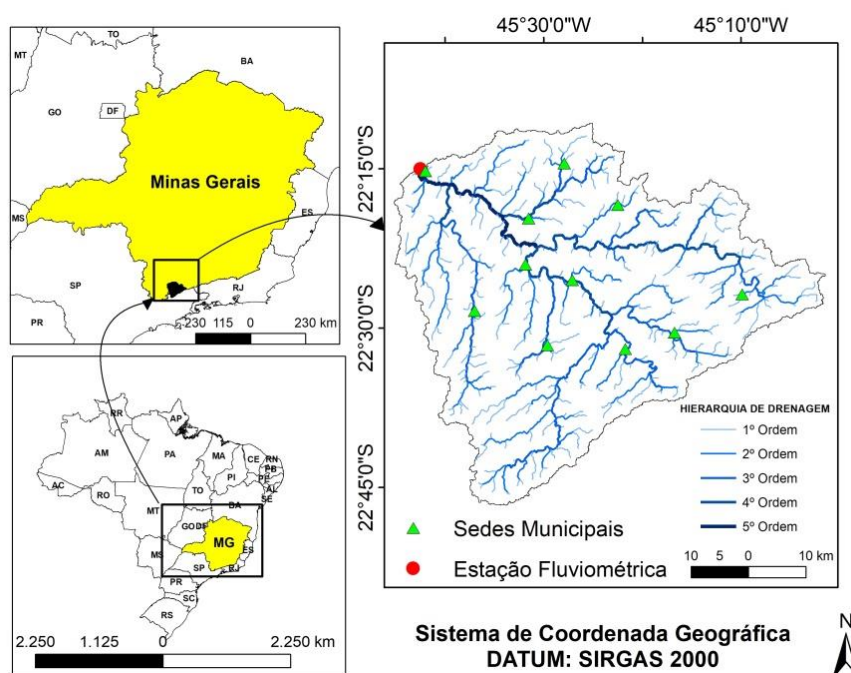 TO
MT
BA
GO
DF
Minas Gerais
MS
ES
SP
RJ
PR
230 115 0 230 km
RR
AP
AM
PA
MA
CE
RN
PB
PE
AL
SE
PI
AC
RO
TO
BA
MT
GO
DF
MG
MS
ES
SP
RJ
PR
SC
RS
2.250 1.125 0 2.250 km
45°30'0"W 45°10'0"W
22°15'0"S
22°30'0"S
22°45'0"S
HIERARQUIA DE DRENAGEM
1º Ordem
2º Ordem
3º Ordem
4º Ordem
5º Ordem
Sedes Municipais
Estação Fluviométrica
10 5 0 10 km
Sistema de Coordenada Geográfica
DATUM: SIRGAS 2000
N